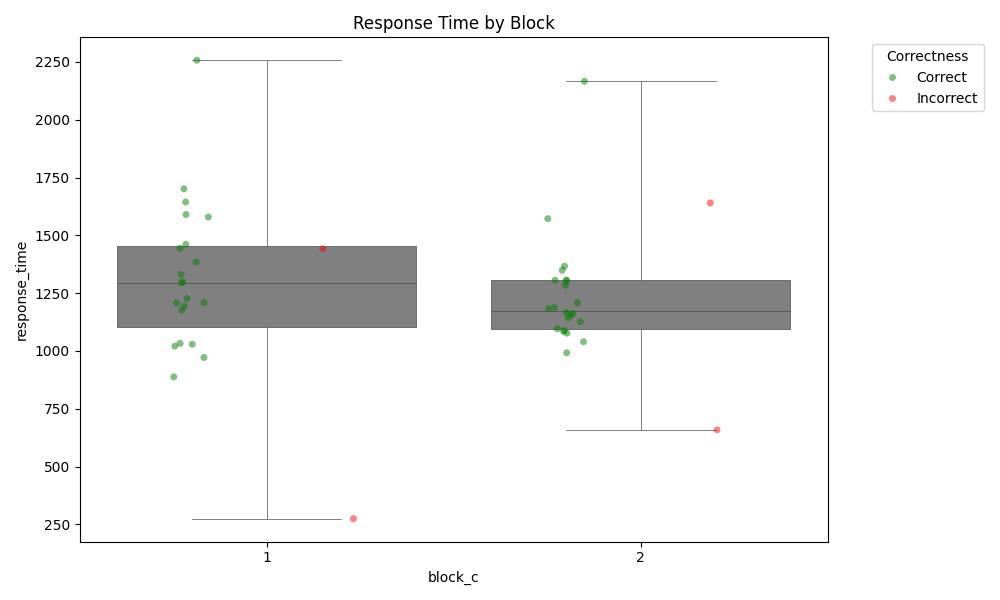 Response Time by Block
Correctness
Correct
Incorrect
response_time
2250
2000
1750
1500
1250
1000
750
500
250
1
2
block_c